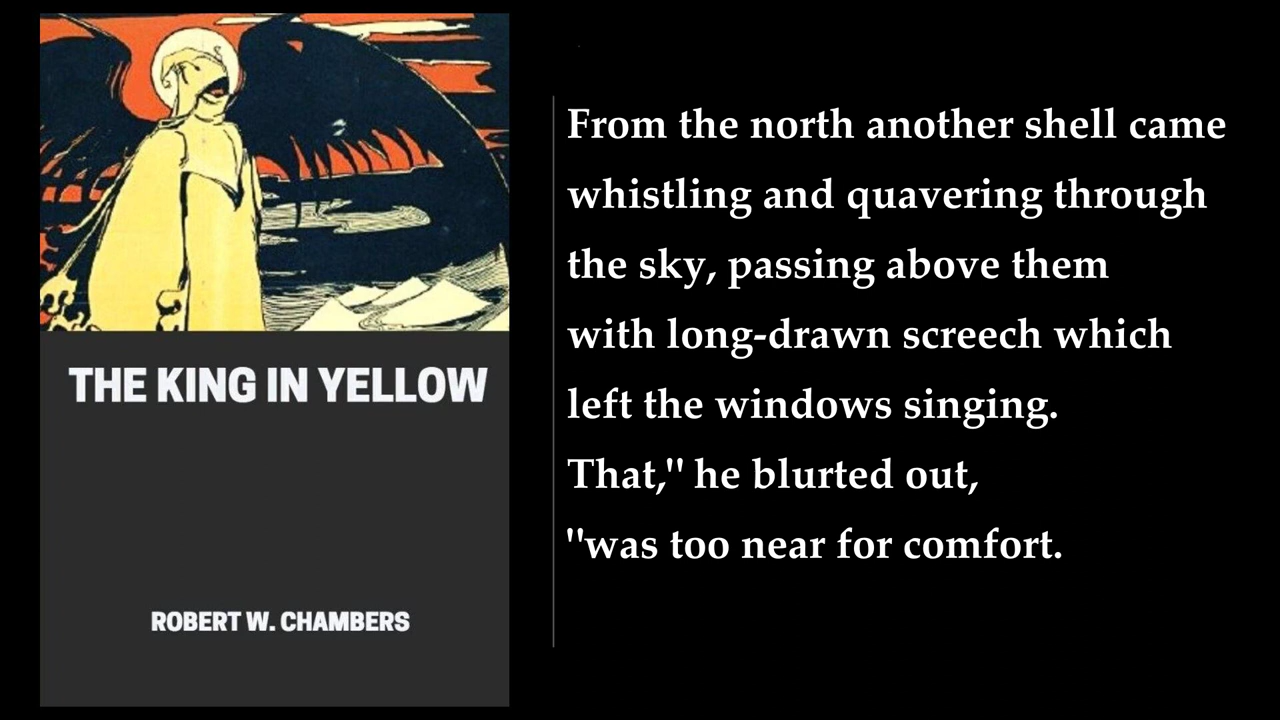 THE KING IN YELLOW
ROBERT W. CHAMBERS
From the north another shell came
whistling and quavering through
the sky, passing above them
with long-drawn screech which
left the windows singing.
That," he blurted out,
"was too near for comfort.